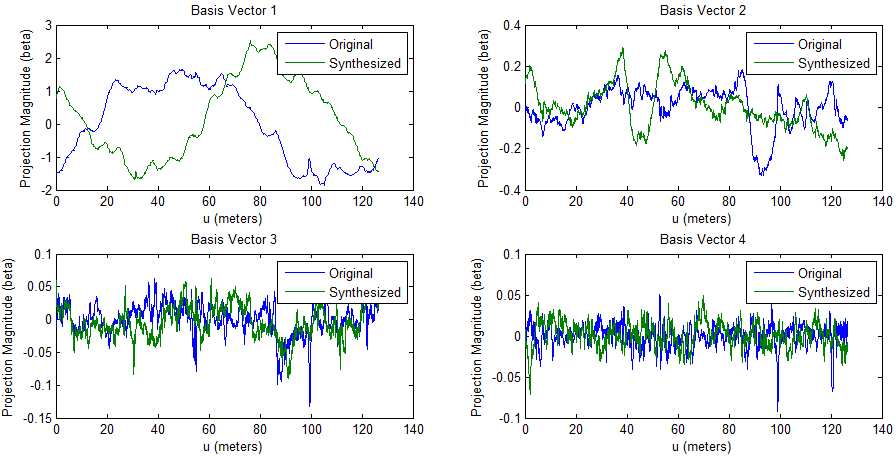 Basis Vector 1
Projection Magnitude (beta)
3
2
1
0
-1
-2
0 20 40 60 80 100 120 140
u (meters)
Original
Synthesized
Basis Vector 2
Projection Magnitude (beta)
0.4
0.2
0
-0.2
-0.4
0 20 40 60 80 100 120 140
u (meters)
Original
Synthesized
Basis Vector 3
Projection Magnitude (beta)
0.1
0.05
0
-0.05
-0.1
-0.15
0 20 40 60 80 100 120 140
u (meters)
Original
Synthesized
Basis Vector 4
Projection Magnitude (beta)
0.1
0.05
0
-0.05
-0.1
0 20 40 60 80 100 120 140
u (meters)
Original
Synthesized